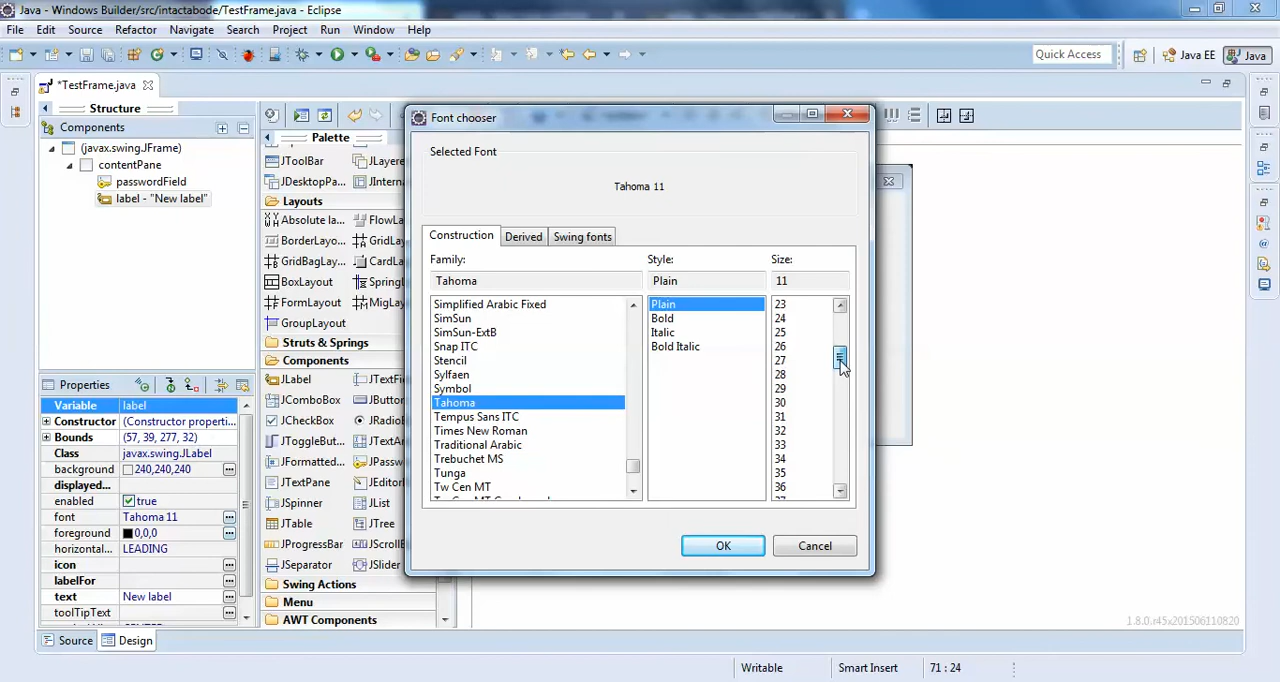 Java - Windows Builder/src/intactabode/TestFrame.java - Eclipse
File Edit Source Refactor Navigate Search Project Run Window Help
Quick Access
Java EE
Java
*TestFrame.java
Structure
Components
(javax.swing.JFrame)
contentPane
passwordField
label - "New label"
Palette
JToolBar
JLayere
JDesktopPa...
JIntern
Layouts
Absolute la...
FlowLa
BorderLayo...
GridLay
GridBagLay...
CardLa
BoxLayout
Spring
FormLayout
MigLay
GroupLayout
Struts & Springs
Components
JLabel
JTextFi
JComboBox
JButto
JCheckBox
JRadio
JToggleBut...
JTextA
JFormatted...
JPassw
JTextPane
JEditor
JSpinner
JList
JTable
JTree
JProgressBar
JScrollB
JSeparator
JSlider
Swing Actions
Menu
AWT Components
Properties
Variable label
Constructor (Constructor properti...
Bounds (57, 39, 277, 32)
Class javax.swing.JLabel
background 240,240,240
displayed...
enabled true
font Tahoma 11
foreground 0,0,0
horizontal... LEADING
icon
labelFor
text New label
toolTipText
Source
Design
Font chooser
Selected Font
Tahoma 11
Construction
Derived
Swing fonts
Family:
Tahoma
Simplified Arabic Fixed
SimSun
SimSun-ExtB
Snap ITC
Stencil
Sylfaen
Symbol
Tahoma
Tempus Sans ITC
Times New Roman
Traditional Arabic
Trebuchet MS
Tunga
Tw Cen MT
Style:
Plain
Plain
Bold
Italic
Bold Italic
Size:
11
23
24
25
26
27
28
29
30
31
32
33
34
35
36
OK
Cancel
1.8.0.r45x201506110820
Writable
Smart Insert
71 : 24